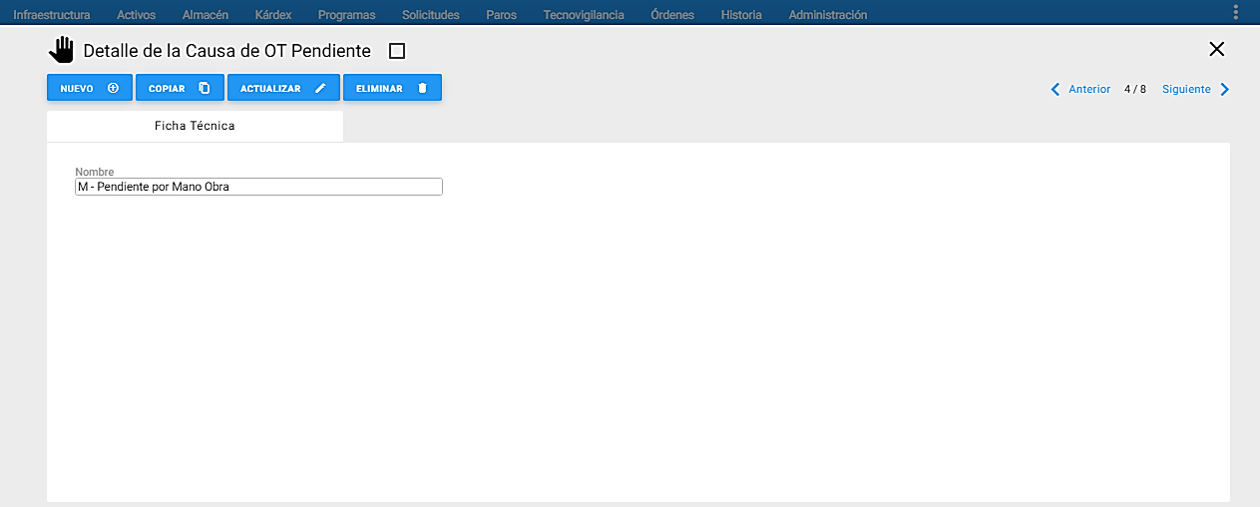 Infraestructura Activos Almacén Kárdex Programas Solicitudes Paros Tecnovigilancia Órdenes Historia Administración
Detalle de la Causa de OT Pendiente
NUEVO COPIAR ACTUALIZAR ELIMINAR Anterior 4 / 8 Siguiente
Ficha Técnica
Nombre
M - Pendiente por Mano Obra